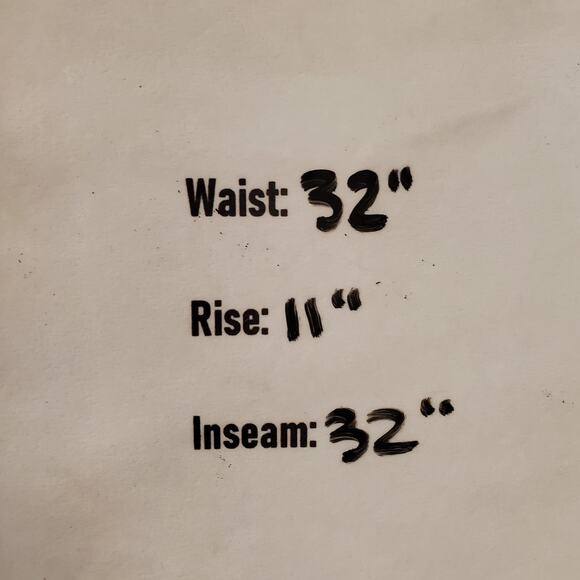 Waist: 32"
Rise: 11"
Inseam: 32"